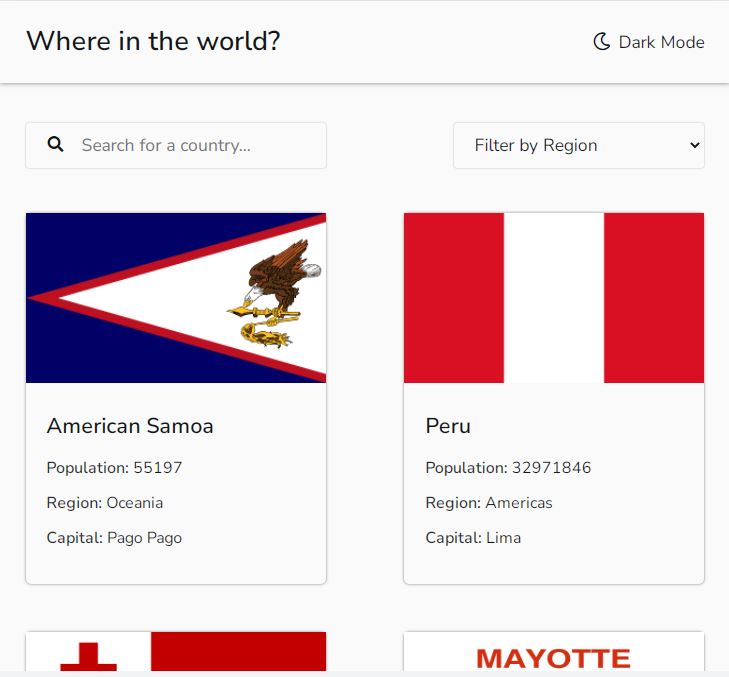 Where in the world?
Dark Mode
Search for a country...
Filter by Region
American Samoa
Population: 55197
Region: Oceania
Capital: Pago Pago
Peru
Population: 32971846
Region: Americas
Capital: Lima
MAYOTTE